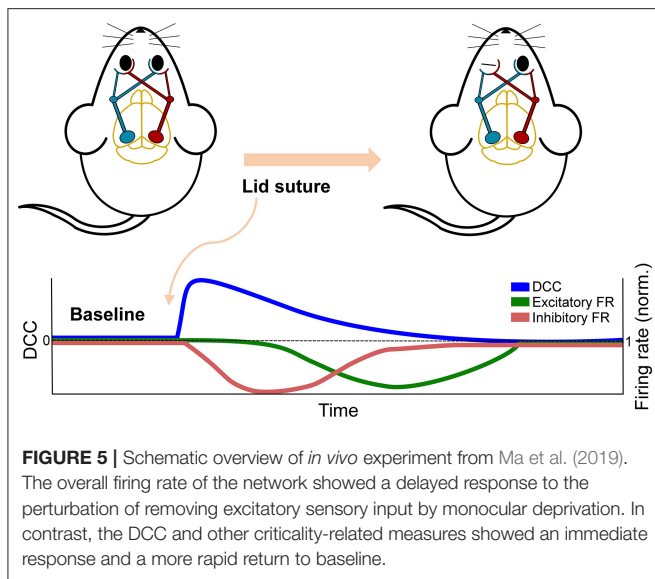 Lid suture
Baseline
DCC
Excitatory FR
Inhibitory FR
DCC
0
1
Firing rate (norm.)
Time
FIGURE 5 | Schematic overview of in vivo experiment from Ma et al. (2019).
The overall firing rate of the network showed a delayed response to the
perturbation of removing excitatory sensory input by monocular deprivation. In
contrast, the DCC and other criticality-related measures showed an immediate
response and a more rapid return to baseline.